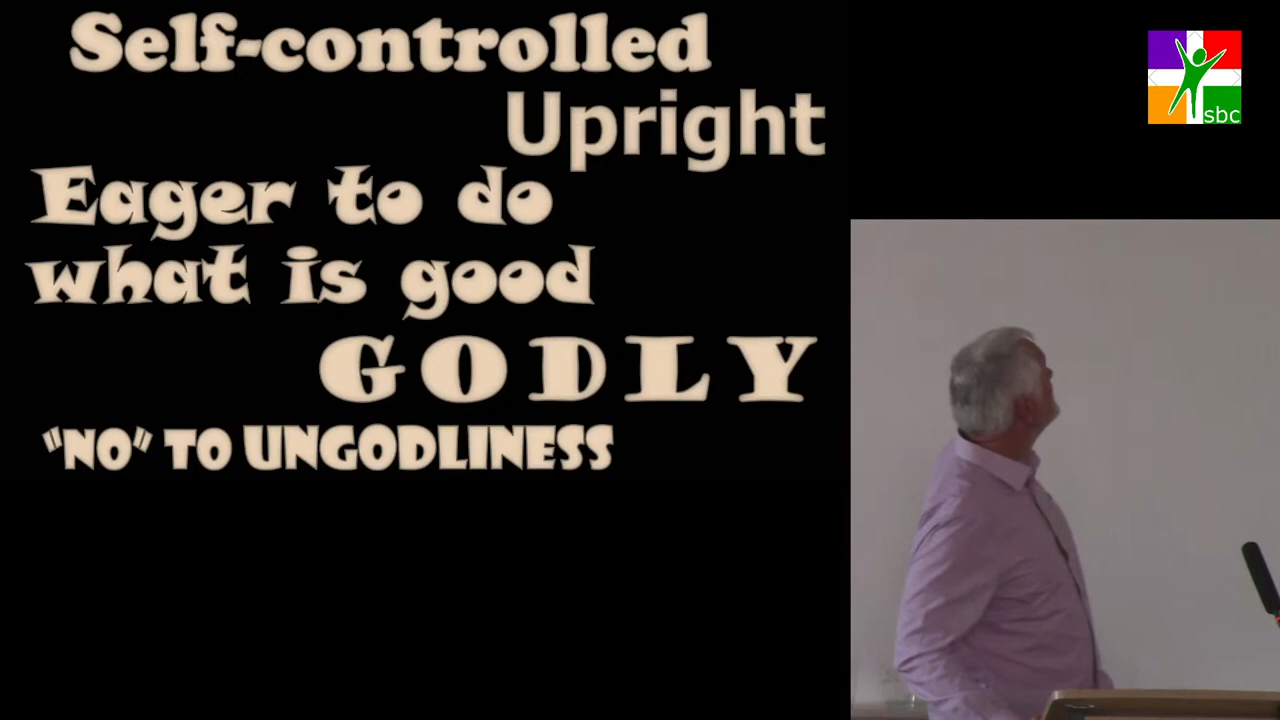 Self-controlled
Upright
Eager to do
what is good
GODLY
"NO" TO UNGODLINESS
sbc